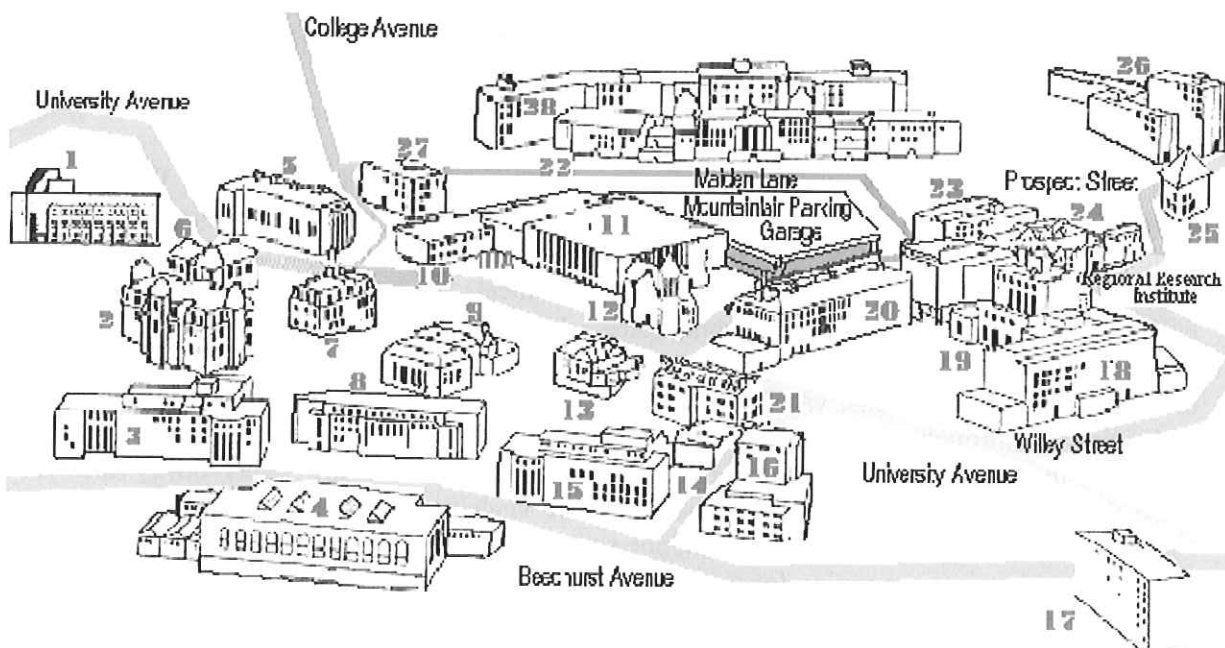 College Avenue
University Avenue
26
28
1
27
5
22
Maiden Lane
23
Prospect Street
Mountainlair Parking
Garage
11
24
6
25
10
Regional Research
Institute
2
12
20
9
7
19
8
18
13
21
3
Willey Street
16
University Avenue
15
14
4
Beechurst Avenue
17